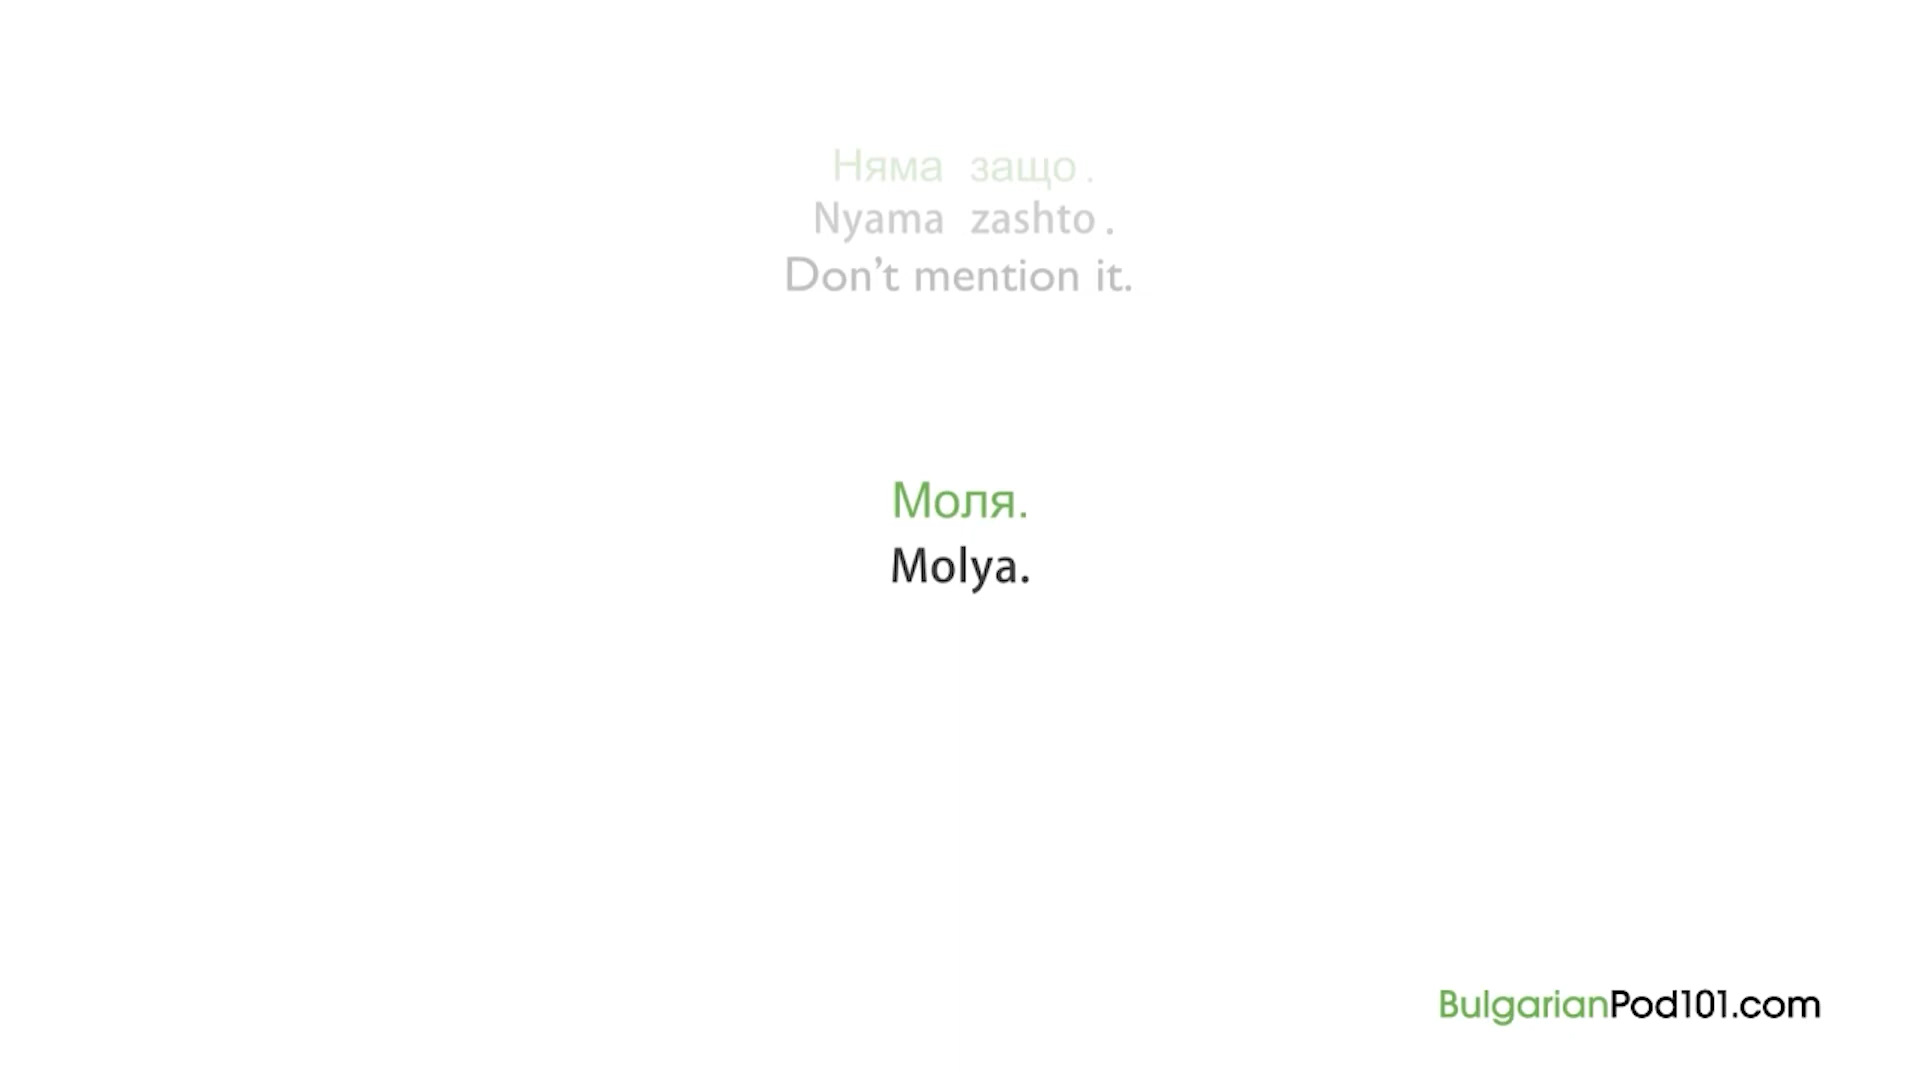 Няма защо.
Nyama zashto.
Don't mention it.
Моля.
Molya.
BulgarianPod101.com